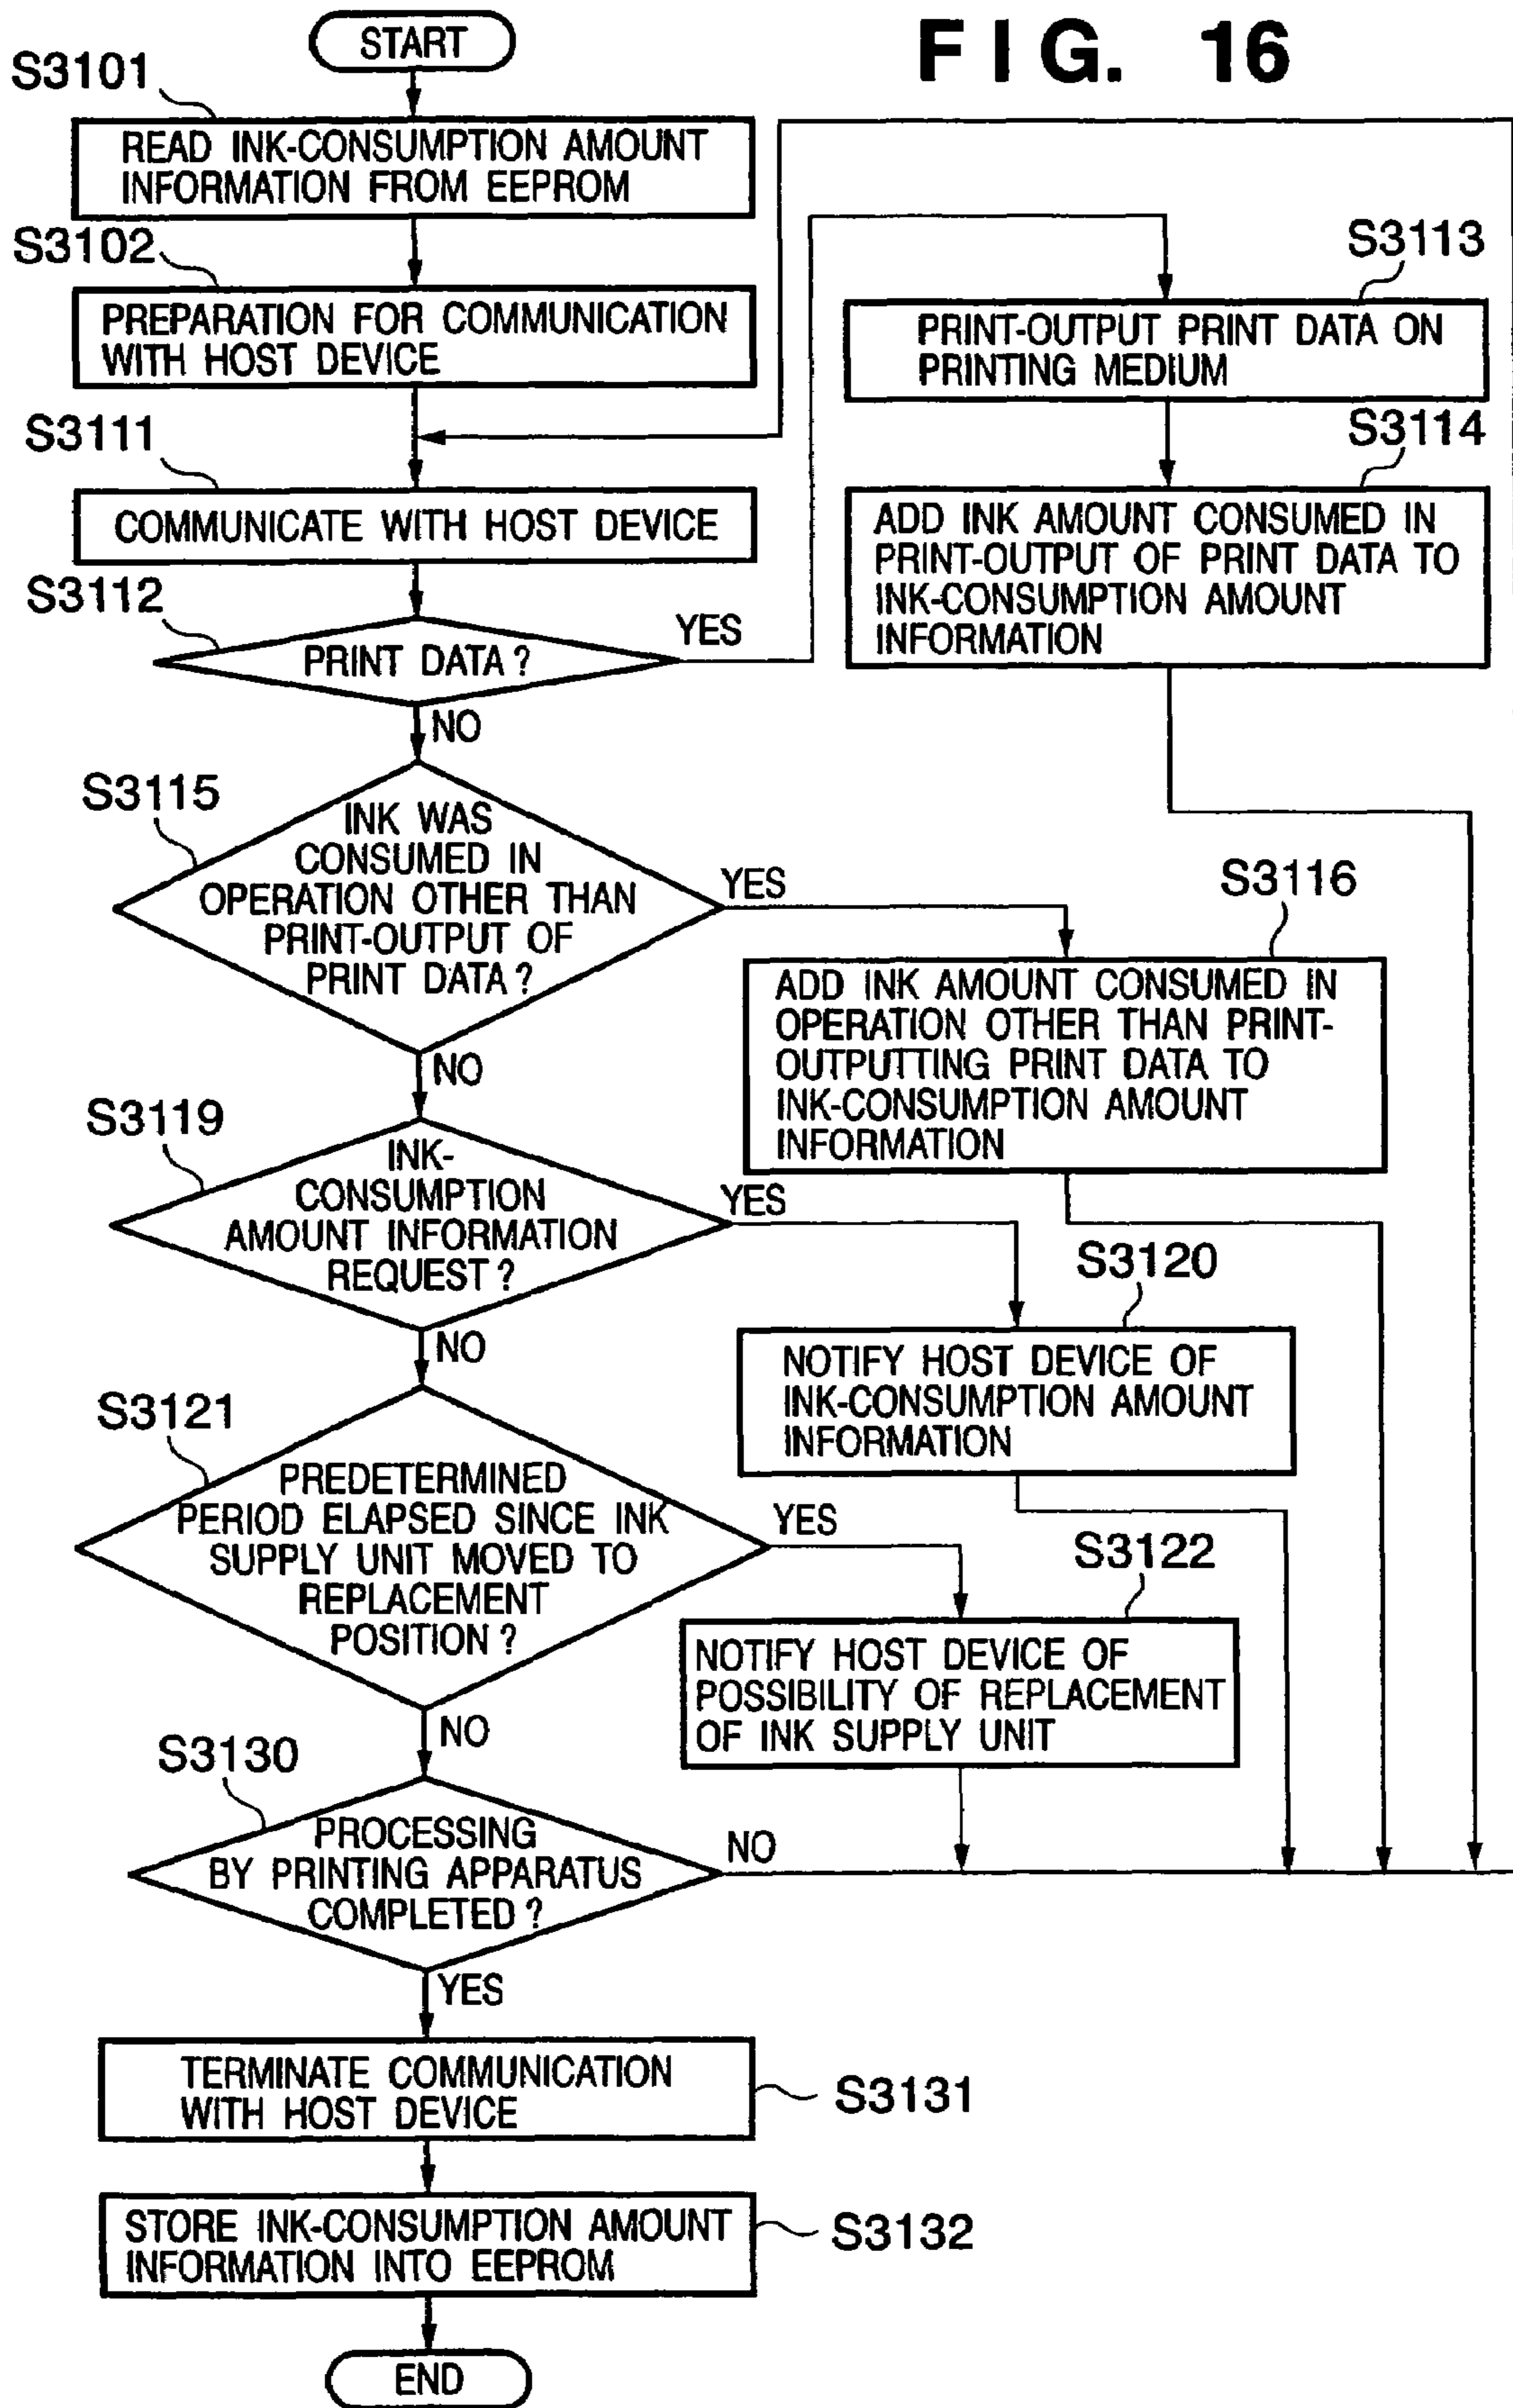 FIG. 16
START
S3101
READ INK-CONSUMPTION AMOUNT
INFORMATION FROM EEPROM
S3102
PREPARATION FOR COMMUNICATION
WITH HOST DEVICE
S3111
COMMUNICATE WITH HOST DEVICE
S3112
PRINT DATA?
YES
NO
S3113
PRINT-OUTPUT PRINT DATA ON
PRINTING MEDIUM
S3114
ADD INK AMOUNT CONSUMED IN
PRINT-OUTPUT OF PRINT DATA TO
INK-CONSUMPTION AMOUNT
INFORMATION
S3115
INK WAS
CONSUMED IN
OPERATION OTHER THAN
PRINT-OUTPUT OF
PRINT DATA?
YES
NO
S3116
ADD INK AMOUNT CONSUMED IN
OPERATION OTHER THAN PRINT-
OUTPUTTING PRINT DATA TO
INK-CONSUMPTION AMOUNT
INFORMATION
S3119
INK-
CONSUMPTION
AMOUNT INFORMATION
REQUEST?
YES
NO
S3120
NOTIFY HOST DEVICE OF
INK-CONSUMPTION AMOUNT
INFORMATION
S3121
PREDETERMINED
PERIOD ELAPSED SINCE INK
SUPPLY UNIT MOVED TO
REPLACEMENT
POSITION?
YES
NO
S3122
NOTIFY HOST DEVICE OF
POSSIBILITY OF REPLACEMENT
OF INK SUPPLY UNIT
S3130
PROCESSING
BY PRINTING APPARATUS
COMPLETED?
NO
YES
TERMINATE COMMUNICATION
WITH HOST DEVICE
S3131
STORE INK-CONSUMPTION AMOUNT
INFORMATION INTO EEPROM
S3132
END